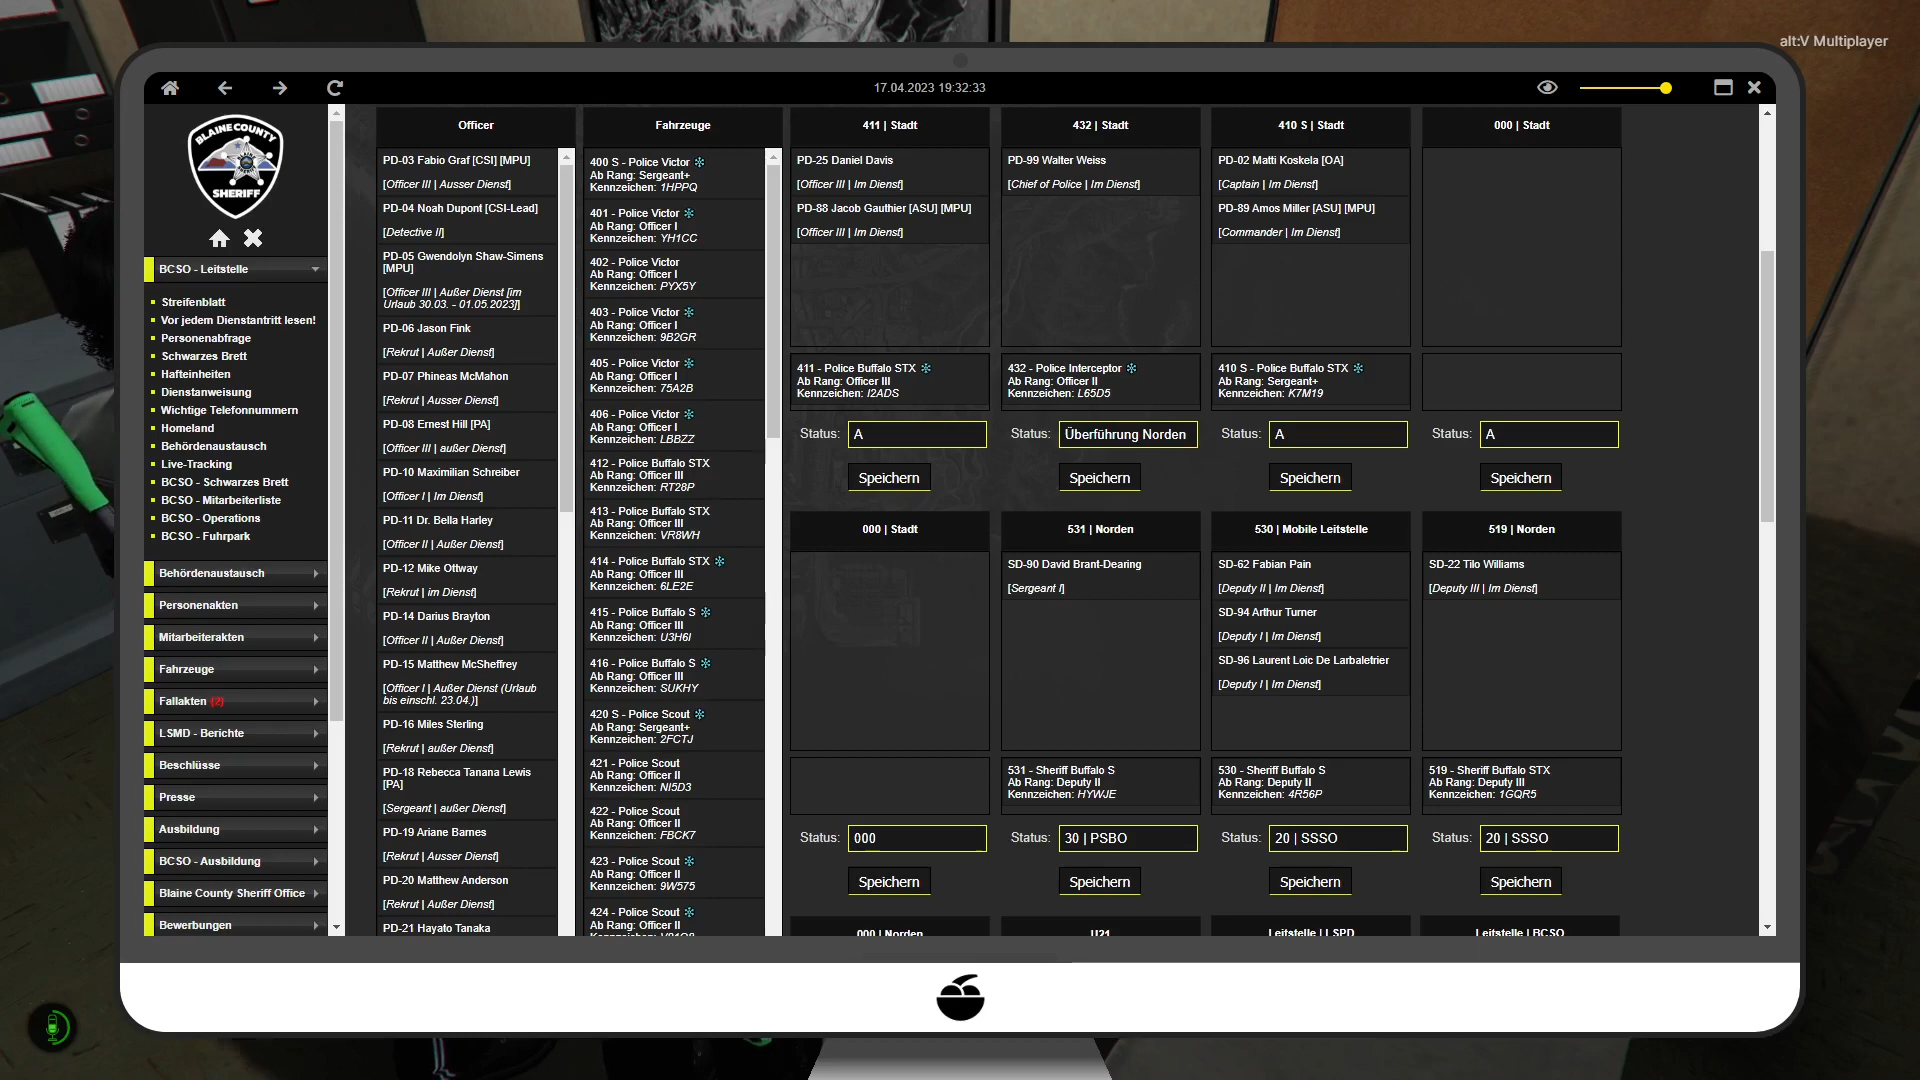 alt:V Multiplayer
17.04.2023 19:32:33
BLAINE COUNTY
SHERIFF
BCSO - Leitstelle
Streifenblatt
Vor jedem Dienstantritt lesen!
Personenabfrage
Schwarzes Brett
Hafteinheiten
Dienstanweisung
Wichtige Telefonnummern
Homeland
Behördenaustausch
Live-Tracking
BCSO - Schwarzes Brett
BCSO - Mitarbeiterliste
BCSO - Operations
BCSO - Fuhrpark
Behördenaustausch
Personenakten
Mitarbeiterakten
Fahrzeuge
Fallakten (2)
LSMD - Berichte
Beschlüsse
Presse
Ausbildung
BCSO - Ausbildung
Blaine County Sheriff Office
Bewerbungen
Officer
PD-03 Fabio Graf [CSI] [MPU]
[Officer III | Ausser Dienst]
PD-04 Noah Dupont [CSI-Lead]
[Detective II]
PD-05 Gwendolyn Shaw-Simens
[MPU]
[Officer III | Außer Dienst [im
Urlaub 30.03. - 01.05.2023]]
PD-06 Jason Fink
[Rekrut | Außer Dienst]
PD-07 Phineas McMahon
[Rekrut | Ausser Dienst]
PD-08 Ernest Hill [PA]
[Officer III | außer Dienst]
PD-10 Maximilian Schreiber
[Officer I | Im Dienst]
PD-11 Dr. Bella Harley
[Officer II | Außer Dienst]
PD-12 Mike Ottway
[Rekrut | im Dienst]
PD-14 Darius Brayton
[Officer II | Außer Dienst]
PD-15 Matthew McSheffrey
[Officer I | Außer Dienst (Urlaub
bis einschl. 23.04.)]
PD-16 Miles Sterling
[Rekrut | außer Dienst]
PD-18 Rebecca Tanana Lewis
[PA]
[Sergeant | außer Dienst]
PD-19 Ariane Barnes
[Rekrut | Ausser Dienst]
PD-20 Matthew Anderson
[Rekrut | Außer Dienst]
PD-21 Hayato Tanaka
Fahrzeuge
400 S - Police Victor
Ab Rang: Sergeant+
Kennzeichen: 1HPPQ
401 - Police Victor
Ab Rang: Officer I
Kennzeichen: YH1CC
402 - Police Victor
Ab Rang: Officer I
Kennzeichen: PYX5Y
403 - Police Victor
Ab Rang: Officer I
Kennzeichen: 9B2GR
405 - Police Victor
Ab Rang: Officer I
Kennzeichen: 75A2B
406 - Police Victor
Ab Rang: Officer I
Kennzeichen: LBBZZ
412 - Police Buffalo STX
Ab Rang: Officer III
Kennzeichen: RT28P
413 - Police Buffalo STX
Ab Rang: Officer III
Kennzeichen: VR8WH
414 - Police Buffalo STX
Ab Rang: Officer III
Kennzeichen: 6LE2E
415 - Police Buffalo S
Ab Rang: Officer III
Kennzeichen: U3H6I
416 - Police Buffalo S
Ab Rang: Officer III
Kennzeichen: SUKHY
420 S - Police Scout
Ab Rang: Sergeant+
Kennzeichen: 2FCTJ
421 - Police Scout
Ab Rang: Officer II
Kennzeichen: NI5D3
422 - Police Scout
Ab Rang: Officer II
Kennzeichen: FBCK7
423 - Police Scout
Ab Rang: Officer II
Kennzeichen: 9W575
424 - Police Scout
Ab Rang: Officer II
411 | Stadt
PD-25 Daniel Davis
[Officer III | Im Dienst]
PD-88 Jacob Gauthier [ASU] [MPU]
[Officer III | Im Dienst]
411 - Police Buffalo STX
Ab Rang: Officer III
Kennzeichen: I2ADS
Status: A
Speichern
432 | Stadt
PD-99 Walter Weiss
[Chief of Police | Im Dienst]
432 - Police Interceptor
Ab Rang: Officer II
Kennzeichen: L65D5
Status: Überführung Norden
Speichern
410 S | Stadt
PD-02 Matti Koskela [OA]
[Captain | Im Dienst]
PD-89 Amos Miller [ASU] [MPU]
[Commander | Im Dienst]
410 S - Police Buffalo STX
Ab Rang: Sergeant+
Kennzeichen: K7M19
Status: A
Speichern
000 | Stadt
Status: A
Speichern
000 | Stadt
Status: 000
Speichern
531 | Norden
SD-90 David Brant-Dearing
[Sergeant I]
531 - Sheriff Buffalo S
Ab Rang: Deputy II
Kennzeichen: HYWJE
Status: 30 | PSBO
Speichern
530 | Mobile Leitstelle
SD-62 Fabian Pain
[Deputy II | Im Dienst]
SD-94 Arthur Turner
[Deputy I | Im Dienst]
SD-96 Laurent Loic De Larbaletrier
[Deputy I | Im Dienst]
530 - Sheriff Buffalo S
Ab Rang: Deputy II
Kennzeichen: 4R56P
Status: 20 | SSSO
Speichern
519 | Norden
SD-22 Tilo Williams
[Deputy III | Im Dienst]
519 - Sheriff Buffalo STX
Ab Rang: Deputy III
Kennzeichen: 1GQR5
Status: 20 | SSSO
Speichern
000 | Norden
U21
Leitstelle | LSPD
Leitstelle | BCSO